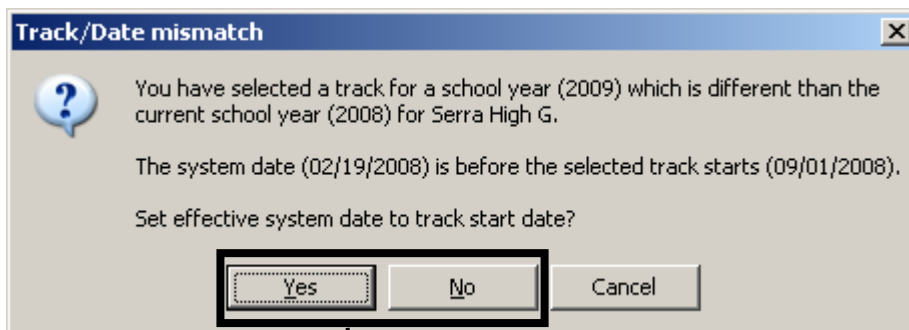 Track/Date mismatch
You have selected a track for a school year (2009) which is different than the
current school year (2008) for Serra High G.
The system date (02/19/2008) is before the selected track starts (09/01/2008).
Set effective system date to track start date?
Yes No Cancel